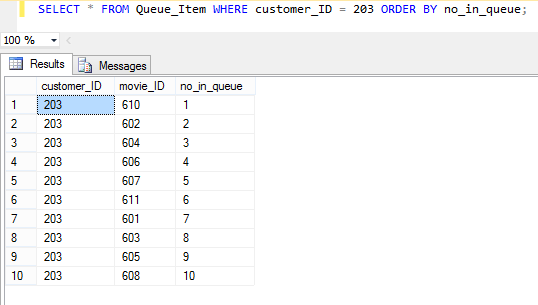 SELECT * FROM Queue_Item WHERE customer_ID = 203 ORDER BY no_in_queue;
100 %
Results Messages
customer_ID movie_ID no_in_queue
1 203 610 1
2 203 602 2
3 203 604 3
4 203 606 4
5 203 607 5
6 203 611 6
7 203 601 7
8 203 603 8
9 203 605 9
10 203 608 10